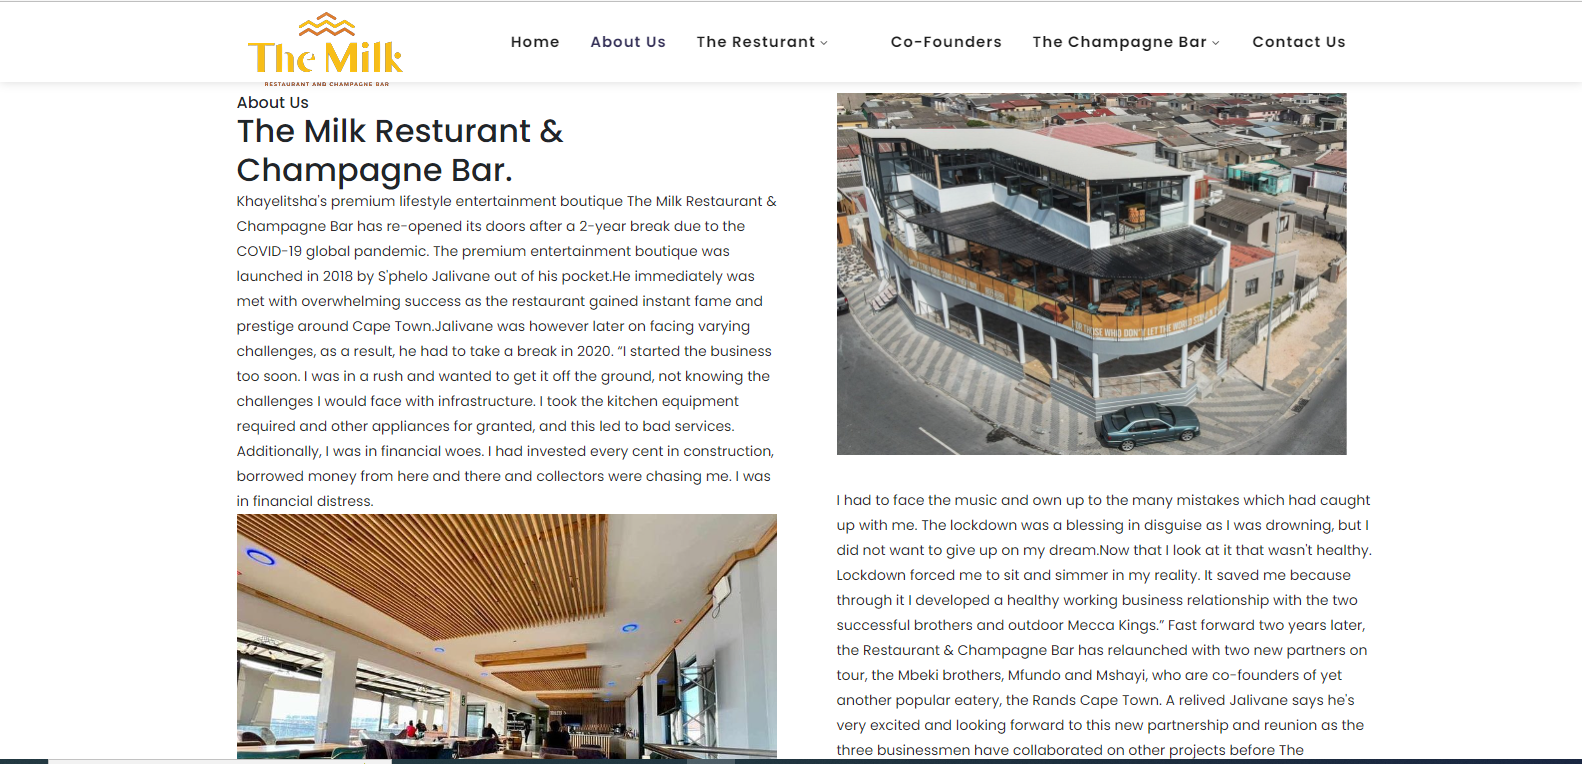 The Milk
RESTAURANT AND CHAMPAGNE BAR
Home
About Us
The Resturant
Co-Founders
The Champagne Bar
Contact Us
About Us
The Milk Resturant &
Champagne Bar.
Khayelitsha's premium lifestyle entertainment boutique The Milk Restaurant &
Champagne Bar has re-opened its doors after a 2-year break due to the
COVID-19 global pandemic. The premium entertainment boutique was
launched in 2018 by S'phelo Jalivane out of his pocket.He immediately was
met with overwhelming success as the restaurant gained instant fame and
prestige around Cape Town.Jalivane was however later on facing varying
challenges, as a result, he had to take a break in 2020. “I started the business
too soon. I was in a rush and wanted to get it off the ground, not knowing the
challenges I would face with infrastructure. I took the kitchen equipment
required and other appliances for granted, and this led to bad services.
Additionally, I was in financial woes. I had invested every cent in construction,
borrowed money from here and there and collectors were chasing me. I was
in financial distress.
FOR THOSE WHO DON'T LET THE WORLD
I had to face the music and own up to the many mistakes which had caught
up with me. The lockdown was a blessing in disguise as I was drowning, but I
did not want to give up on my dream.Now that I look at it that wasn't healthy.
Lockdown forced me to sit and simmer in my reality. It saved me because
through it I developed a healthy working business relationship with the two
successful brothers and outdoor Mecca Kings.” Fast forward two years later,
the Restaurant & Champagne Bar has relaunched with two new partners on
tour, the Mbeki brothers, Mfundo and Mshayi, who are co-founders of yet
another popular eatery, the Rands Cape Town. A relived Jalivane says he's
very excited and looking forward to this new partnership and reunion as the
three businessmen have collaborated on other projects before The